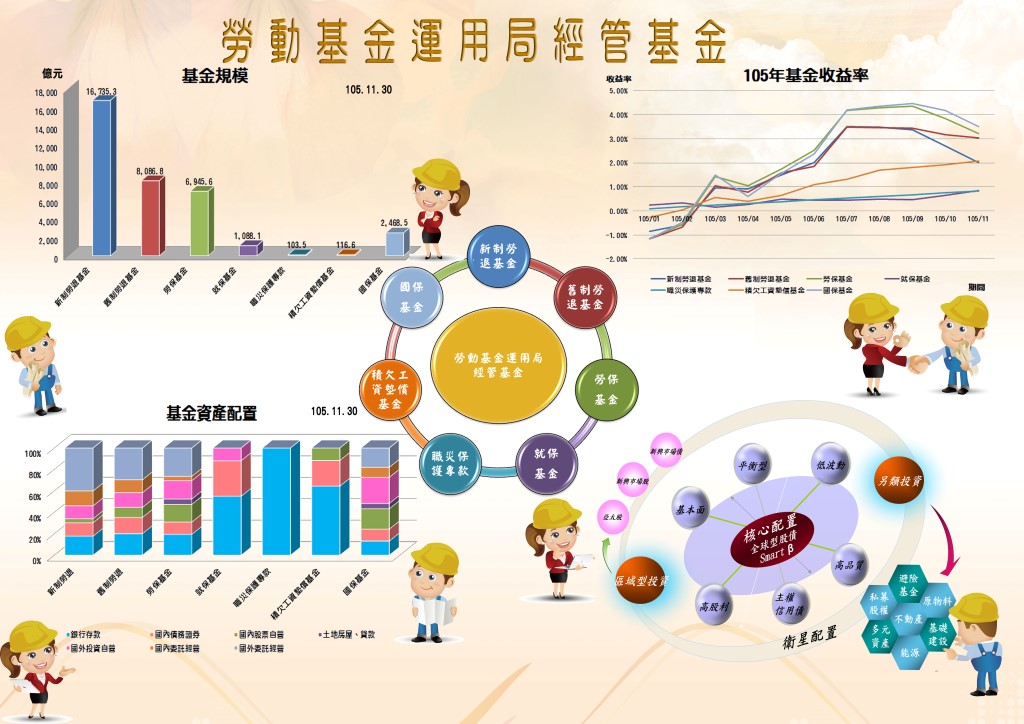 勞動基金運用局經管基金
億元
基金規模
105.11.30
18,000
16,000
14,000
12,000
10,000
8,000
6,000
4,000
2,000
0
16,735.3
8,086.8
6,945.6
1,088.1
103.5
116.6
2,468.5
新制勞退基金
舊制勞退基金
勞保基金
就保基金
職災保護專款
積欠工資墊償基金
國保基金
收益率
105年基金收益率
5.00%
4.00%
3.00%
2.00%
1.00%
0.00%
-1.00%
-2.00%
105/01 105/02 105/03 105/04 105/05 105/06 105/07 105/08 105/09 105/10 105/11
新制勞退基金 舊制勞退基金 勞保基金 就保基金
職災保護專款 積欠工資墊償基金 國保基金
期間
新制勞
退基金
舊制勞
退基金
勞保
基金
就保
基金
職災保
護專款
積欠工
資墊償
基金
國保
基金
勞動基金運用局
經管基金
基金資產配置
105.11.30
100%
80%
60%
40%
20%
0%
新制勞退
舊制勞退
勞保基金
就保基金
職災保護專款
積欠工資墊償基金
國保基金
銀行存款 國內債務證券 國內股票自營 土地房屋、貸款
國外投資自營 國內委託經營 國外委託經營
新興市場債
新興市場股
亞太股
區域型投資
平衡型
低波動
基本面
核心配置
全球型股債
Smart β
高品質
高股利
主權
信用債
衛星配置
另類投資
避險
基金
私募
股權
原物料
不動產
多元
資產
基礎
建設
能源